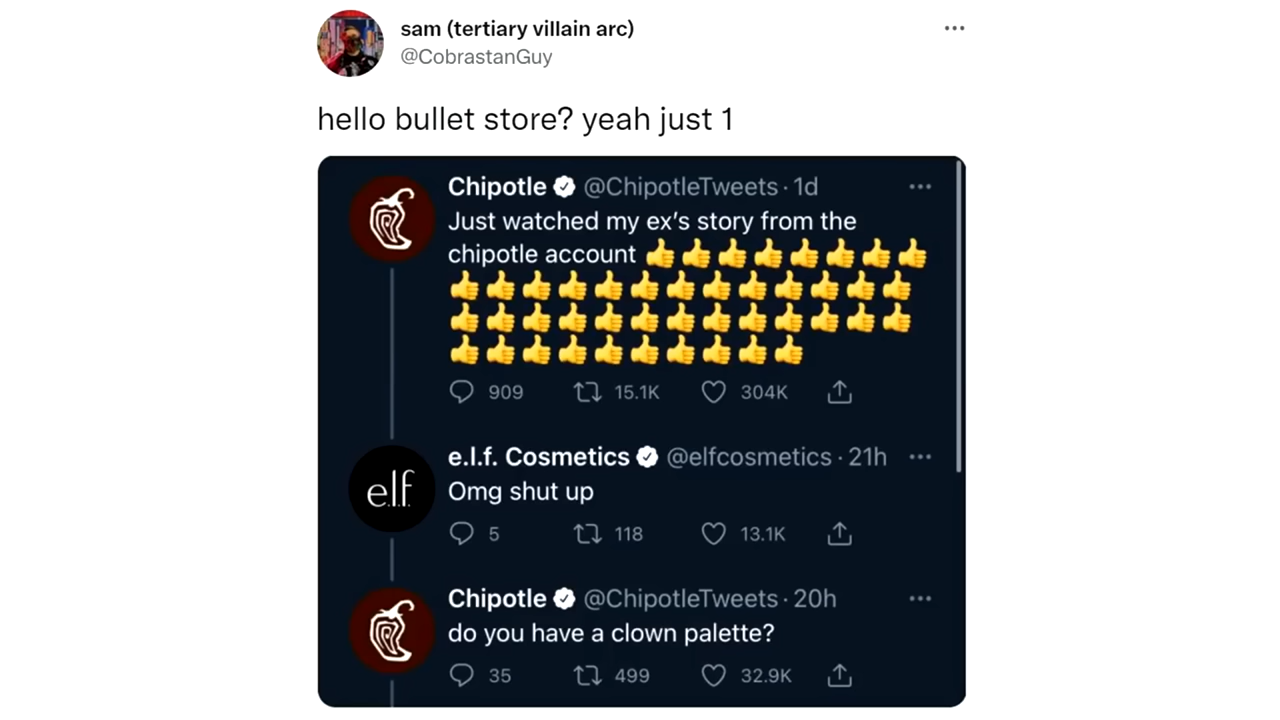 sam (tertiary villain arc)
@CobrastanGuy
hello bullet store? yeah just 1
Chipotle @ChipotleTweets · 1d
Just watched my ex's story from the
chipotle account 👍👍👍👍👍👍👍👍
👍👍👍👍👍👍👍👍👍👍👍👍👍
👍👍👍👍👍👍👍👍👍👍👍👍👍
👍👍👍👍👍👍👍👍👍👍
909 15.1K 304K
e.l.f.
e.l.f. Cosmetics @elfcosmetics · 21h
Omg shut up
5 118 13.1K
Chipotle @ChipotleTweets · 20h
do you have a clown palette?
35 499 32.9K